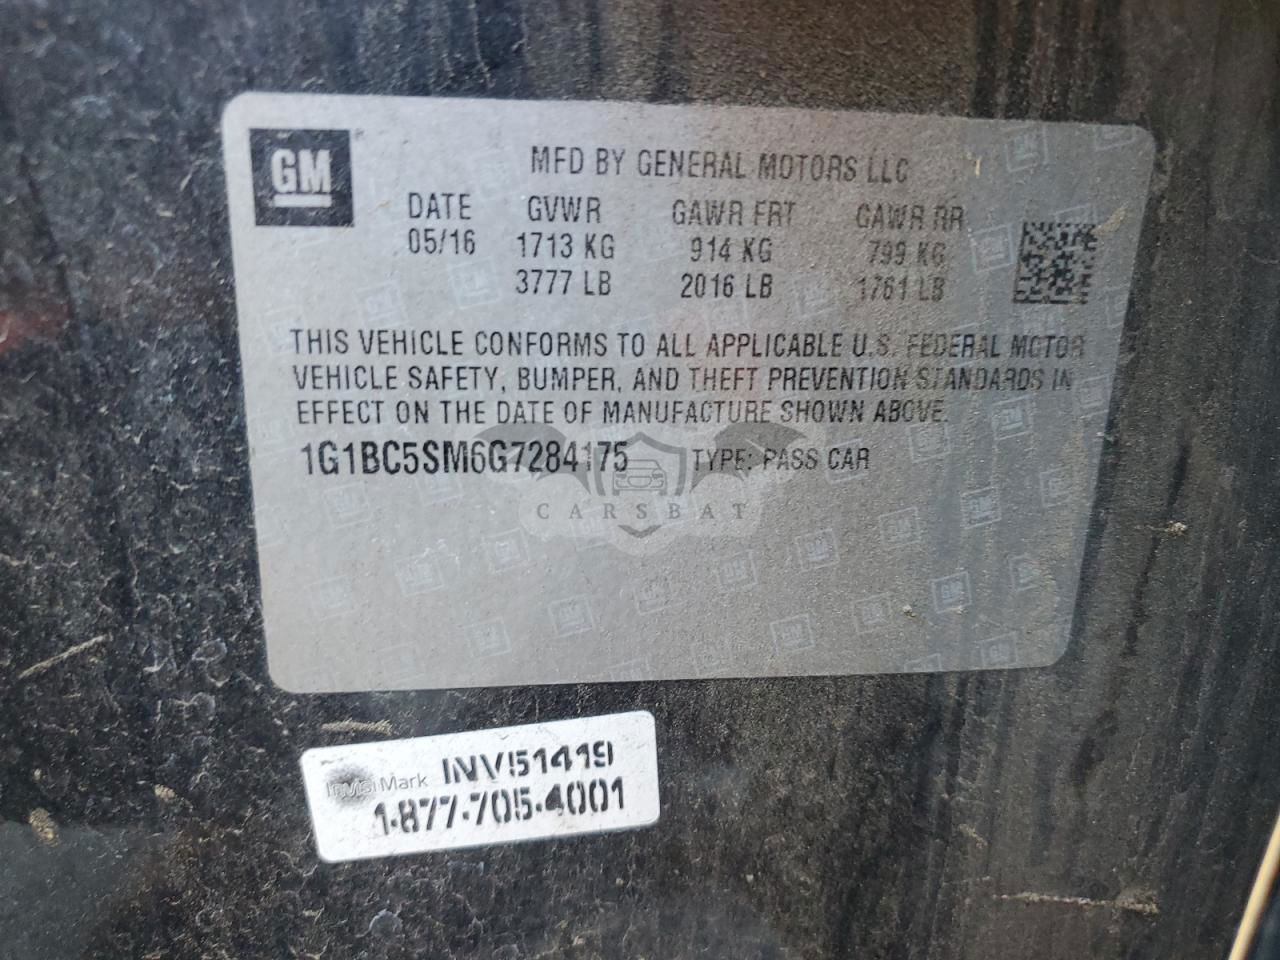 GM
MFD BY GENERAL MOTORS LLC
DATE GVWR GAWR FRT GAWR RR
05/16 1713 KG 914 KG 799 KG
3777 LB 2016 LB 1761 LB
THIS VEHICLE CONFORMS TO ALL APPLICABLE U.S. FEDERAL MOTOR
VEHICLE SAFETY, BUMPER, AND THEFT PREVENTION STANDARDS IN
EFFECT ON THE DATE OF MANUFACTURE SHOWN ABOVE.
1G1BC5SM6G7284175 TYPE: PASS CAR
CARSBAT
InVisiMark INV51419
1-877-705-4001